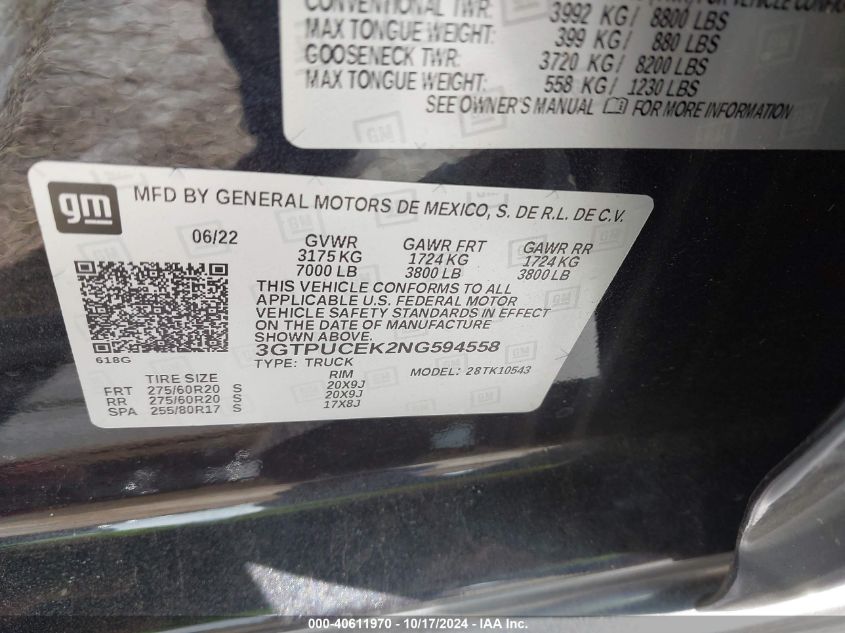 CONVENTIONAL TWR: 3992 KG/ 8800 LBS
MAX TONGUE WEIGHT: 399 KG/ 880 LBS
GOOSENECK TWR: 3720 KG/ 8200 LBS
MAX TONGUE WEIGHT: 558 KG/ 1230 LBS
SEE OWNER'S MANUAL FOR MORE INFORMATION
gm MFD BY GENERAL MOTORS DE MEXICO, S. DE R.L. DE C.V.
06/22 GVWR GAWR FRT GAWR RR
3175 KG 1724 KG 1724 KG
7000 LB 3800 LB 3800 LB
THIS VEHICLE CONFORMS TO ALL
APPLICABLE U.S. FEDERAL MOTOR
VEHICLE SAFETY STANDARDS IN EFFECT
ON THE DATE OF MANUFACTURE
SHOWN ABOVE.
3GTPUCEK2NG594558
618G
TYPE: TRUCK MODEL: 28TK10543
TIRE SIZE RIM
FRT 275/60R20 S 20X9J
RR 275/60R20 S 20X9J
SPA 255/80R17 S 17X8J
000-40611970 - 10/17/2024 - IAA Inc.